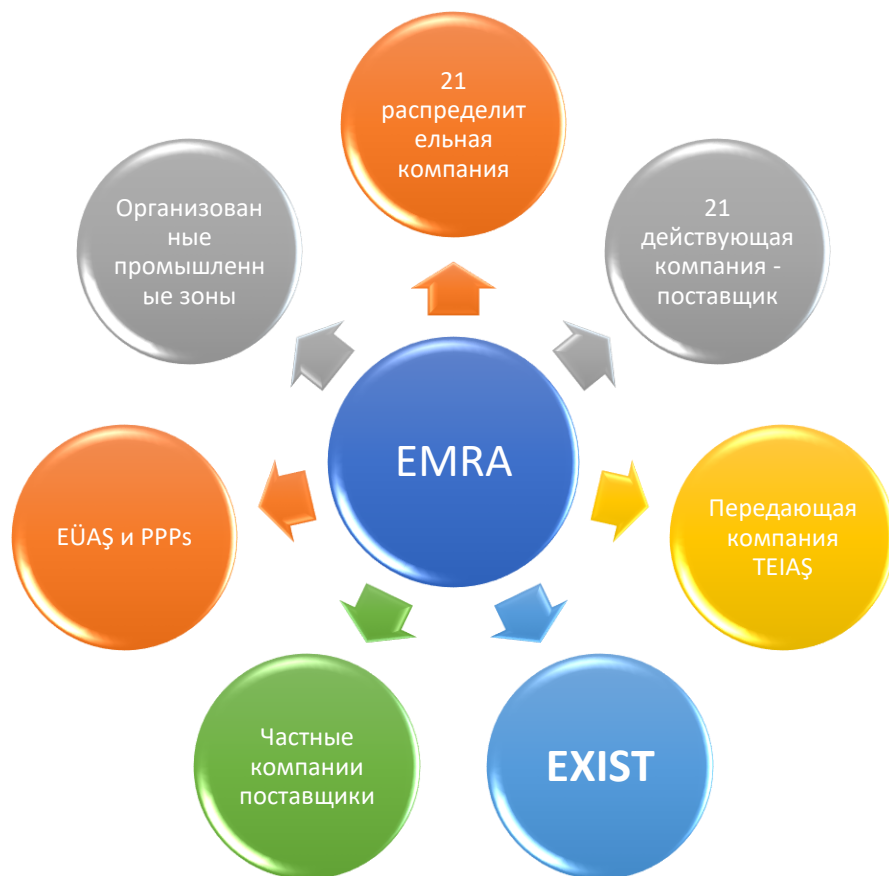 21
распределит
ельная
компания
Организован
ные
промышленн
ые зоны
21
действующая
компания -
поставщик
EMRA
EÜAŞ и PPPs
Передающая
компания
TEIAŞ
Частные
компании
поставщики
EXIST